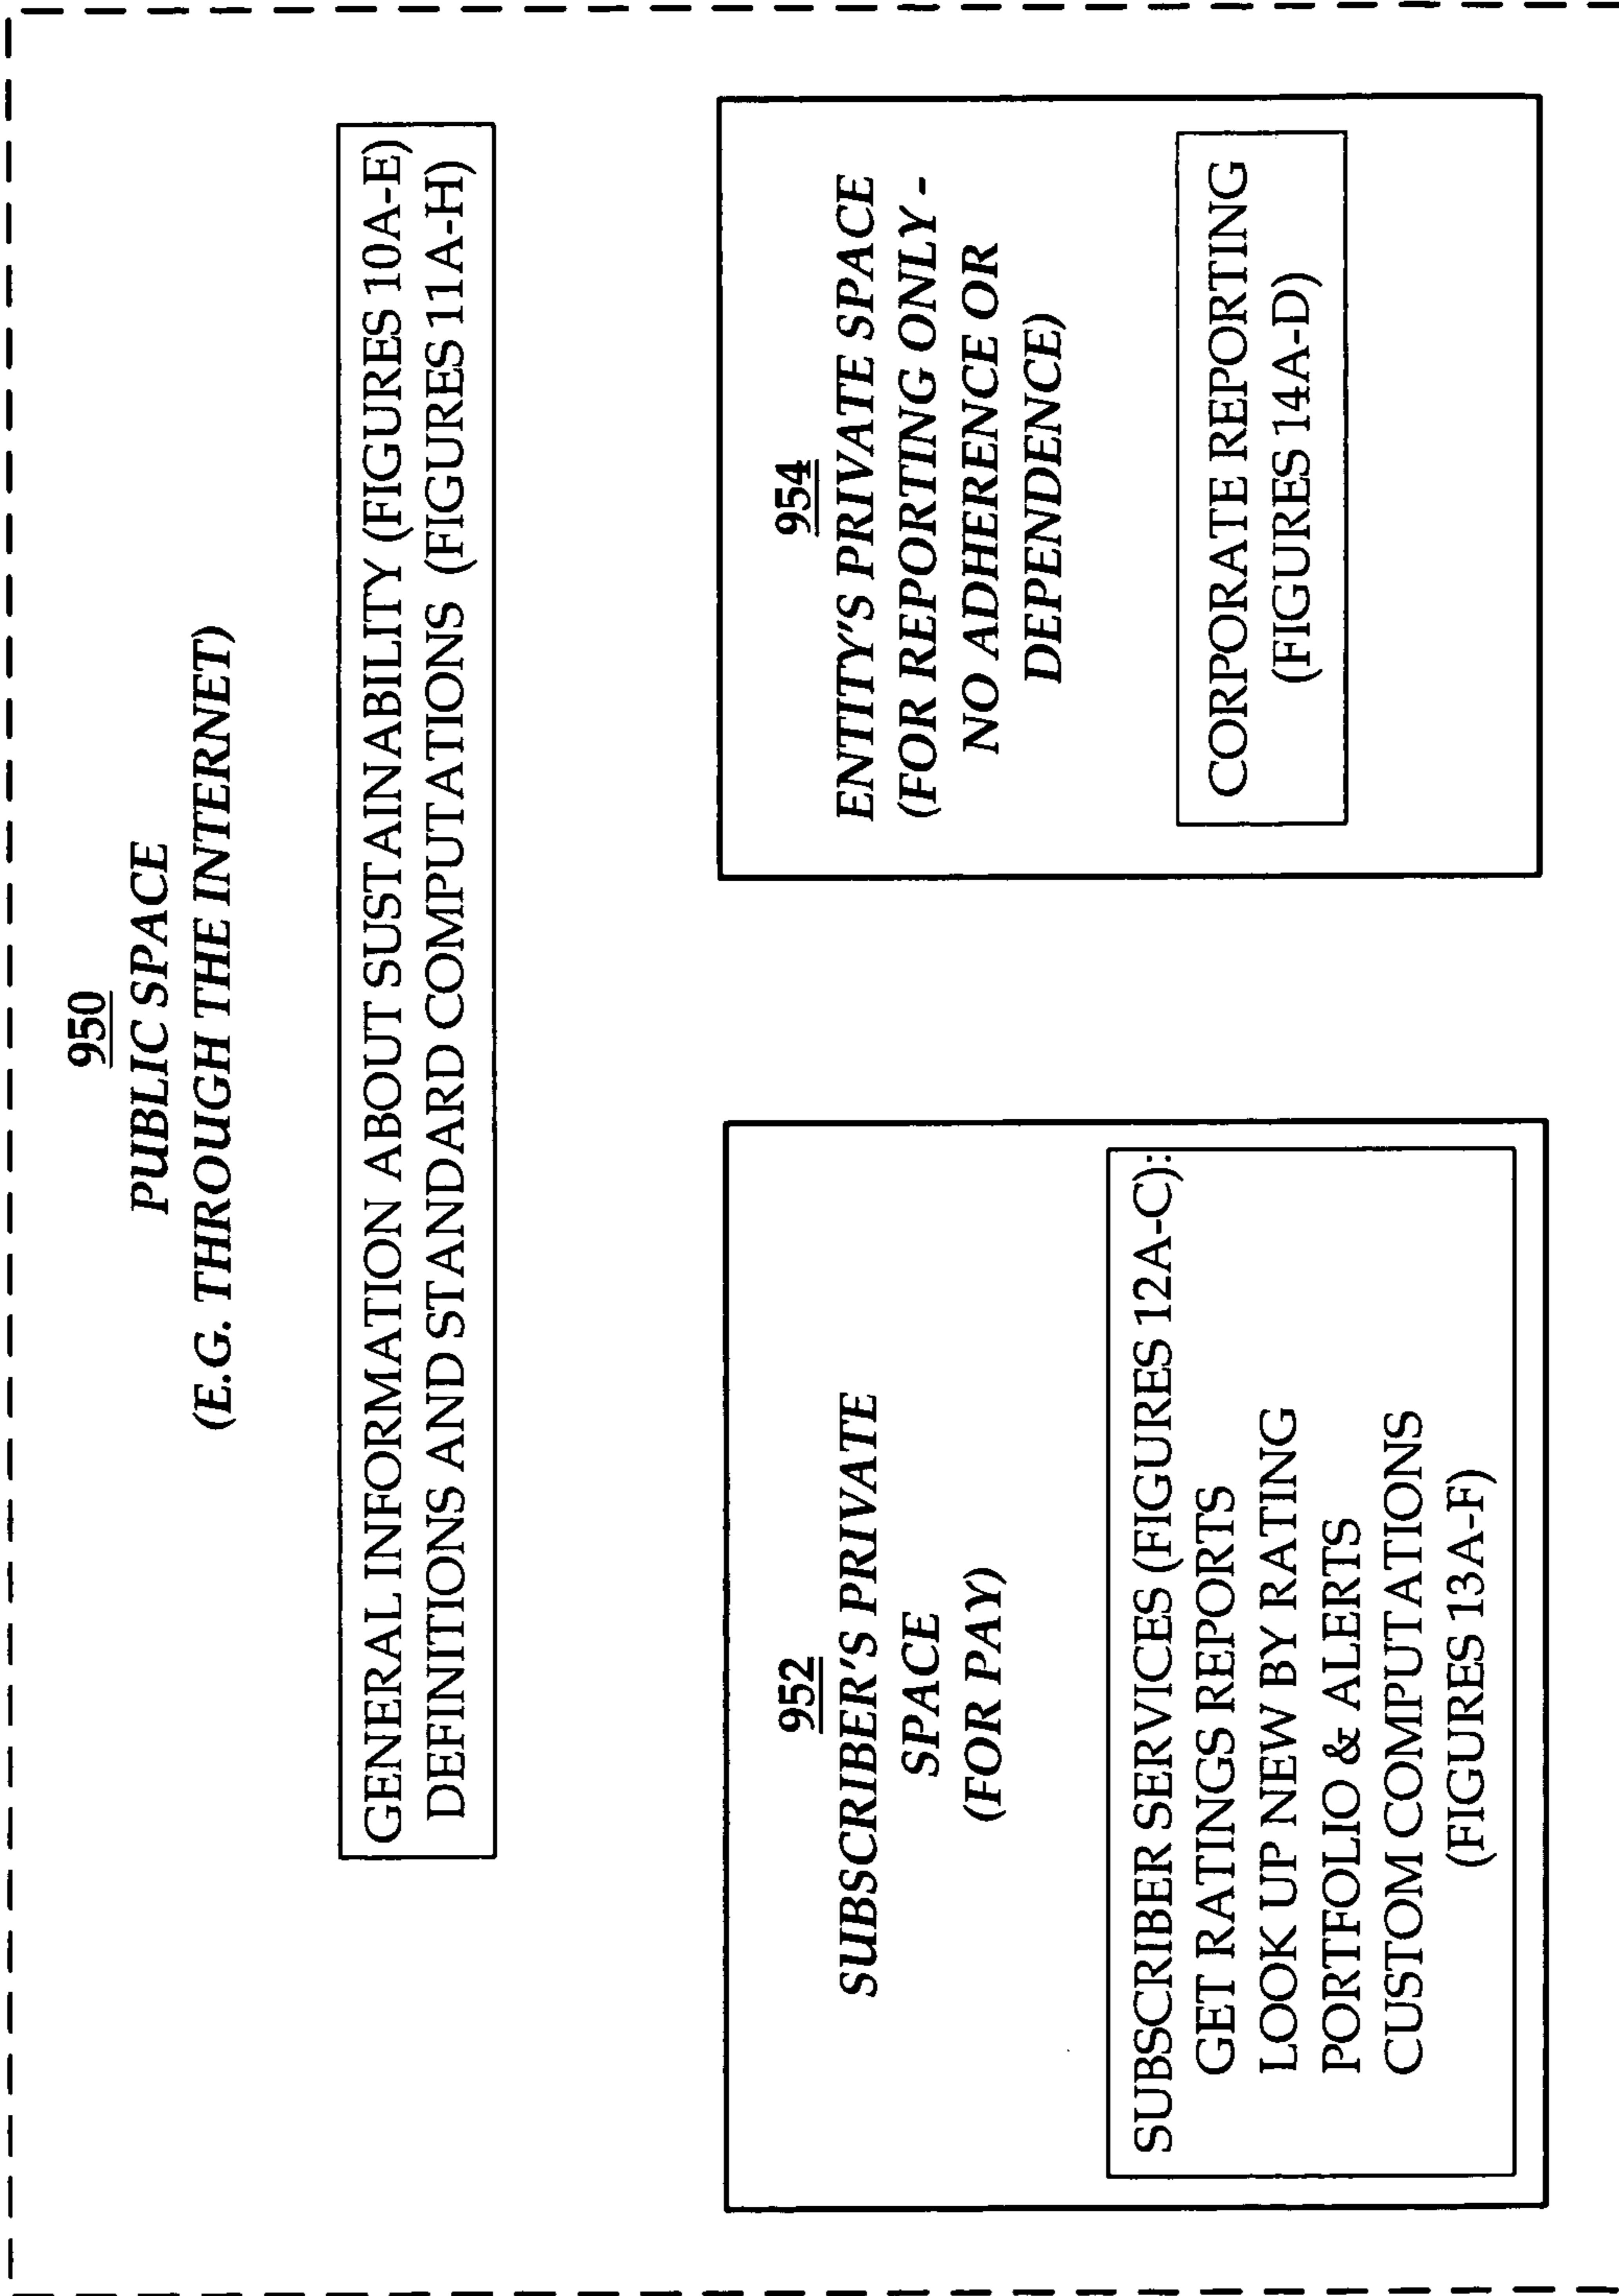 950
PUBLIC SPACE
(E.G. THROUGH THE INTERNET)
GENERAL INFORMATION ABOUT SUSTAINABILITY (FIGURES 10A-E)
DEFINITIONS AND STANDARD COMPUTATIONS (FIGURES 11A-H)
952
SUBSCRIBER'S PRIVATE
SPACE
(FOR PAY)
SUBSCRIBER SERVICES (FIGURES 12A-C):
GET RATINGS REPORTS
LOOK UP NEW BY RATING
PORTFOLIO & ALERTS
CUSTOM COMPUTATIONS
(FIGURES 13A-F)
954
ENTITY'S PRIVATE SPACE
(FOR REPORTING ONLY -
NO ADHERENCE OR
DEPENDENCE)
CORPORATE REPORTING
(FIGURES 14A-D)